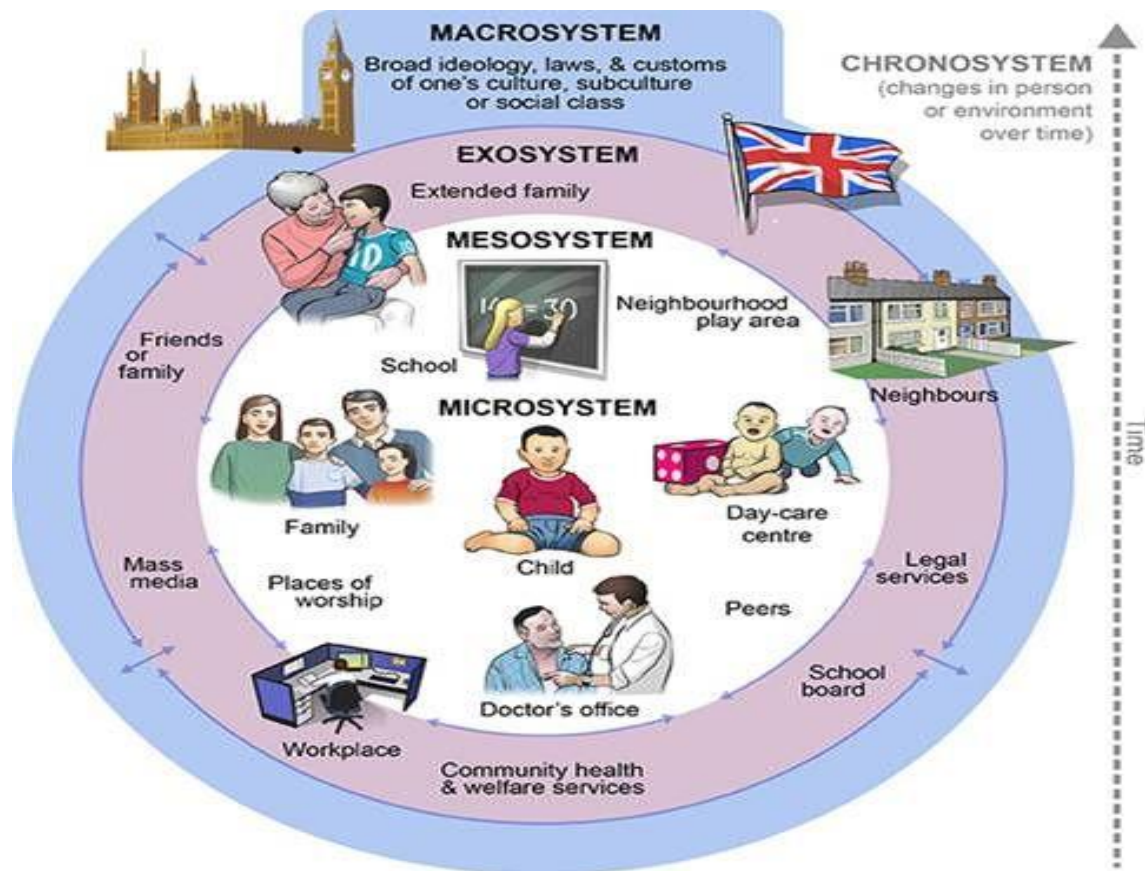 MACROSYSTEM
Broad ideology, laws, & customs
of one's culture, subculture
or social class
CHRONOSYSTEM
(changes in person
or environment
over time)
EXOSYSTEM
Extended family
MESOSYSTEM
Neighbourhood
play area
School
Friends
or
family
Neighbours
MICROSYSTEM
Time
Family
Day-care
centre
Child
Mass
media
Places of
worship
Peers
Legal
services
School
board
Doctor's office
Workplace
Community health
& welfare services